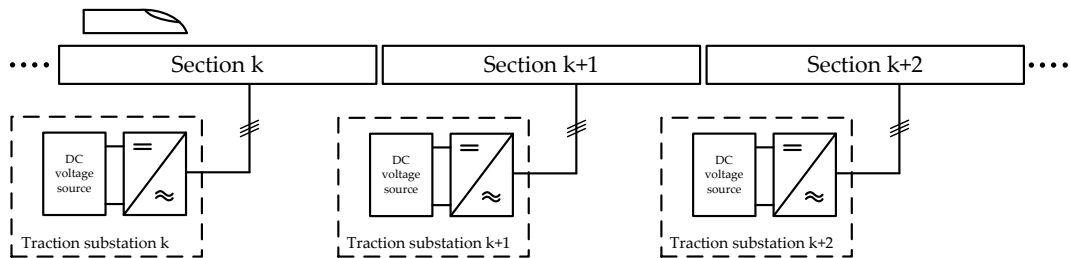 Section k
Section k+1
Section k+2
DC
voltage
source
Traction substation k
DC
voltage
source
Traction substation k+1
DC
voltage
source
Traction substation k+2